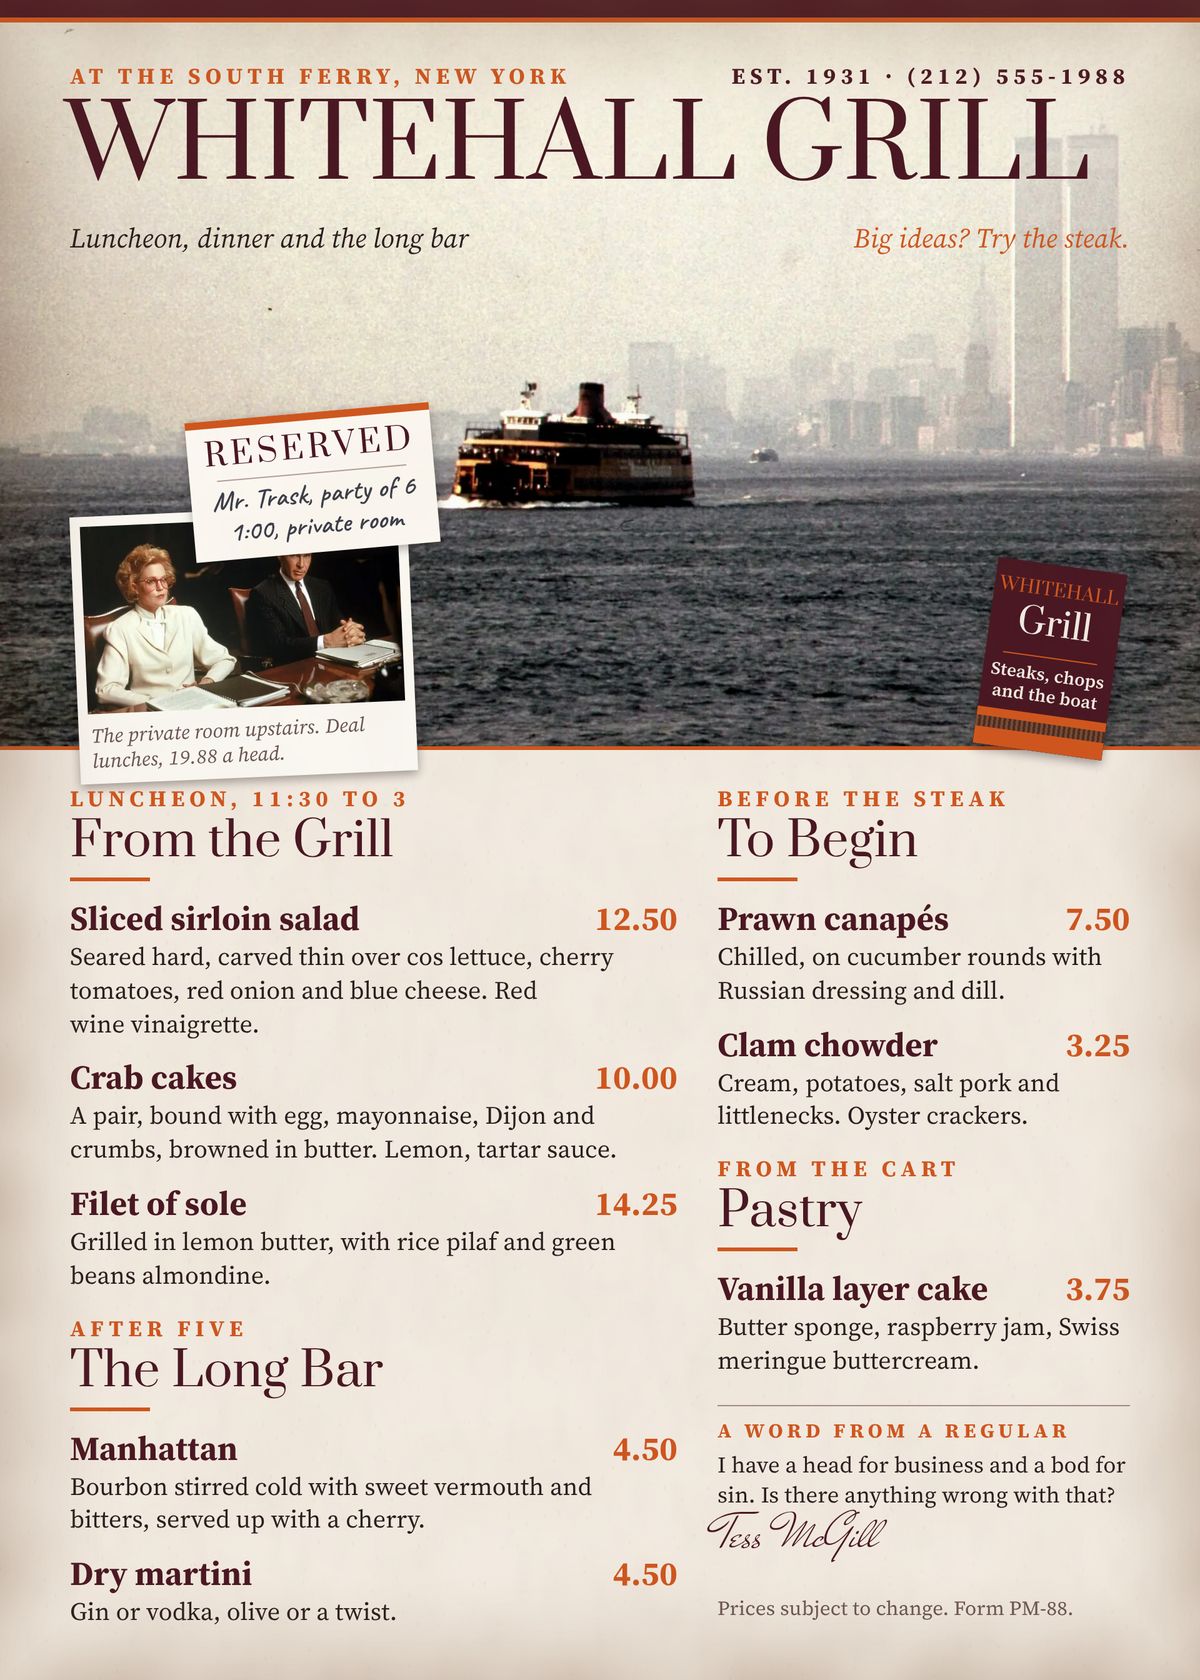 AT THE SOUTH FERRY, NEW YORK
EST. 1931 · (212) 555-1988
WHITEHALL GRILL
Luncheon, dinner and the long bar
Big ideas? Try the steak.
RESERVED
Mr. Trask, party of 6
1:00, private room
The private room upstairs. Deal
lunches, 19.88 a head.
WHITEHALL
Grill
Steaks, chops
and the boat
LUNCHEON, 11:30 TO 3
From the Grill
Sliced sirloin salad 12.50
Seared hard, carved thin over cos lettuce, cherry
tomatoes, red onion and blue cheese. Red
wine vinaigrette.
Crab cakes 10.00
A pair, bound with egg, mayonnaise, Dijon and
crumbs, browned in butter. Lemon, tartar sauce.
Filet of sole 14.25
Grilled in lemon butter, with rice pilaf and green
beans almondine.
AFTER FIVE
The Long Bar
Manhattan 4.50
Bourbon stirred cold with sweet vermouth and
bitters, served up with a cherry.
Dry martini 4.50
Gin or vodka, olive or a twist.
BEFORE THE STEAK
To Begin
Prawn canapés 7.50
Chilled, on cucumber rounds with
Russian dressing and dill.
Clam chowder 3.25
Cream, potatoes, salt pork and
littlenecks. Oyster crackers.
FROM THE CART
Pastry
Vanilla layer cake 3.75
Butter sponge, raspberry jam, Swiss
meringue buttercream.
A WORD FROM A REGULAR
I have a head for business and a bod for
sin. Is there anything wrong with that?
Tess McGill
Prices subject to change. Form PM-88.